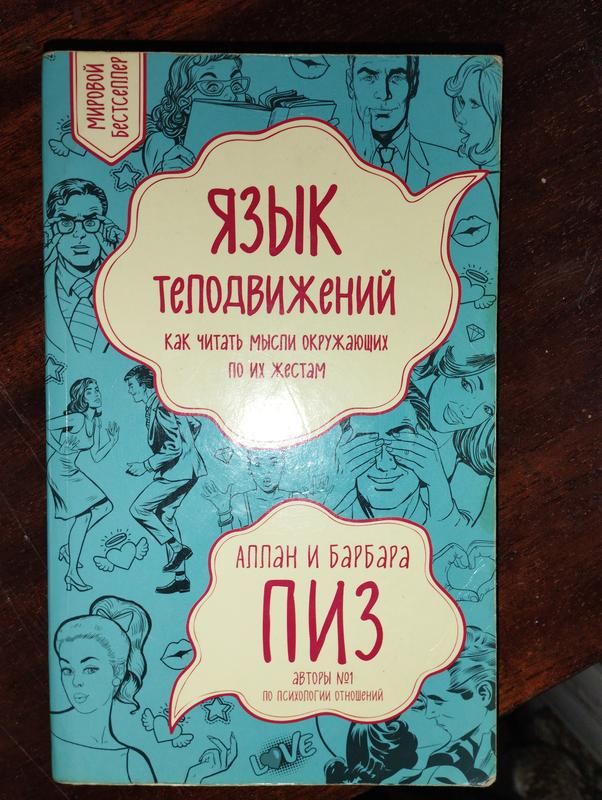 МИРОВОЙ
БЕСТСЕЛЛЕР
ЯЗЫК
ТЕЛОДВИЖЕНИЙ
КАК ЧИТАТЬ МЫСЛИ ОКРУЖАЮЩИХ
ПО ИХ ЖЕСТАМ
АЛЛАН И БАРБАРА
ПИЗ
АВТОРЫ №1
ПО ПСИХОЛОГИИ ОТНОШЕНИЙ
LOVE